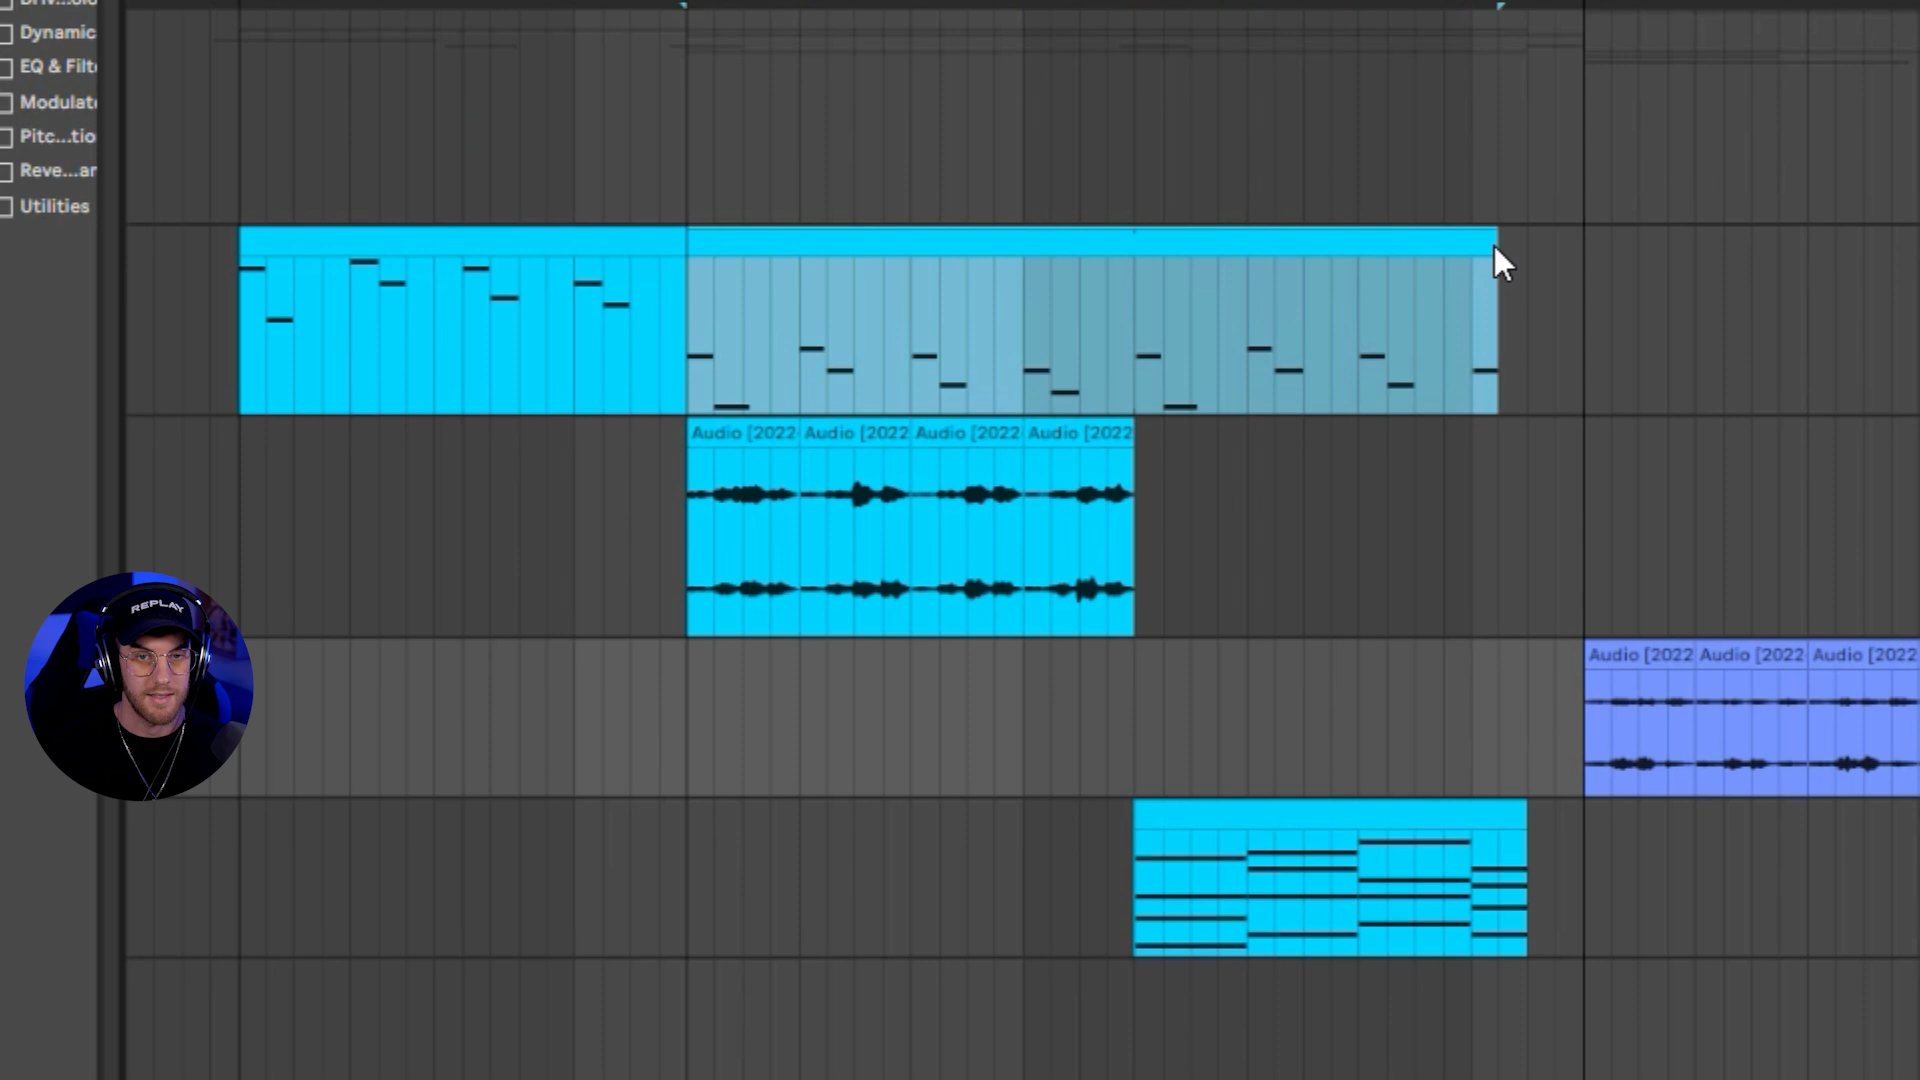 Dynamic
EQ & Filt
Modulat
Pitc...tio
Reve...ar
Utilities
Audio [2022 Audio [2022 Audio [2022 Audio [2022
REPLAY
Audio [2022 Audio [2022 Audio [2022